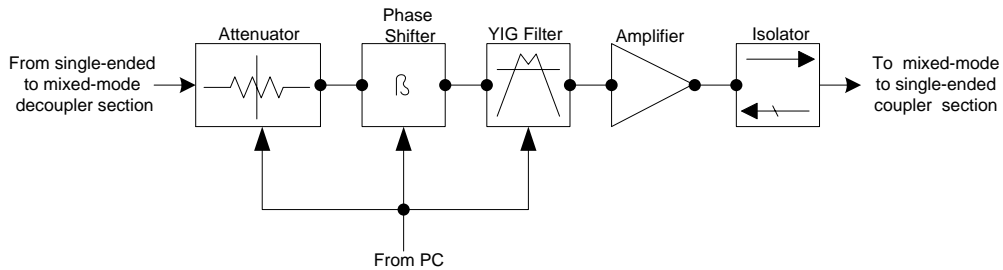 Phase
Shifter
Attenuator
YIG Filter
Amplifier
Isolator
From single-ended
to mixed-mode
decoupler section
ß
To mixed-mode
to single-ended
coupler section
From PC